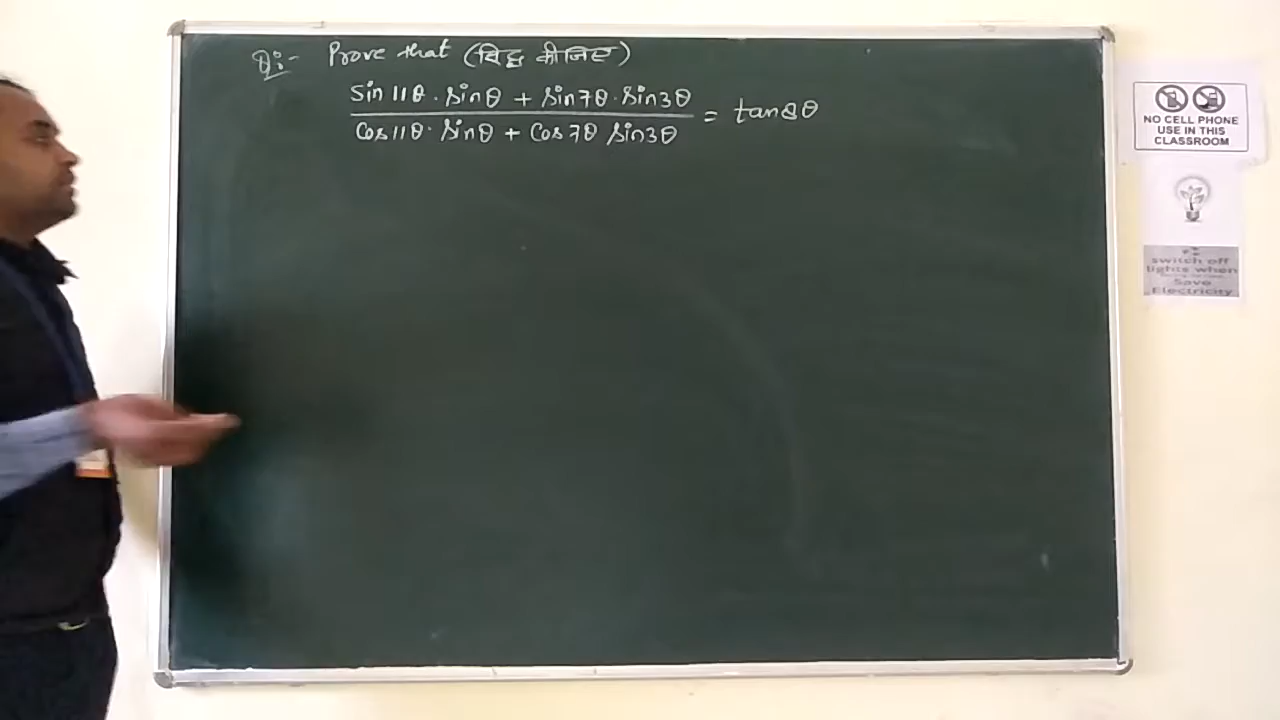 Q:- Prove that (सिद्ध कीजिए)
sin 11θ . sinθ + sin7θ . sin3θ
cos11θ . sinθ + cos7θ sin3θ
= tan8θ
NO CELL PHONE
USE IN THIS
CLASSROOM
switch off
lights when
Save
Electricity